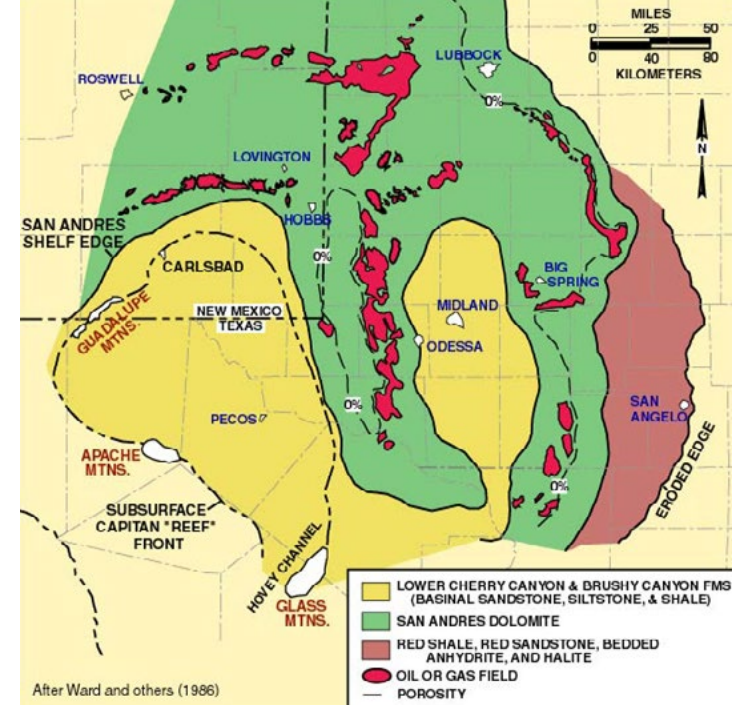 MILES
0 25 50
0 40 80
KILOMETERS
N
LUBBOCK
ROSWELL
0%
LOVINGTON
HOBBS
SAN ANDRES
SHELF EDGE
0%
CARLSBAD
BIG
SPRING
GUADALUPE
MTNS.
NEW MEXICO
TEXAS
MIDLAND
ODESSA
PECOS
0%
SAN
ANGELO
APACHE
MTNS.
ERODED EDGE
0%
SUBSURFACE
CAPITAN "REEF"
FRONT
HOVEY CHANNEL
GLASS
MTNS.
LOWER CHERRY CANYON & BRUSHY CANYON FMS
(BASINAL SANDSTONE, SILTSTONE, & SHALE)
SAN ANDRES DOLOMITE
RED SHALE, RED SANDSTONE, BEDDED
ANHYDRITE, AND HALITE
OIL OR GAS FIELD
POROSITY
After Ward and others (1986)